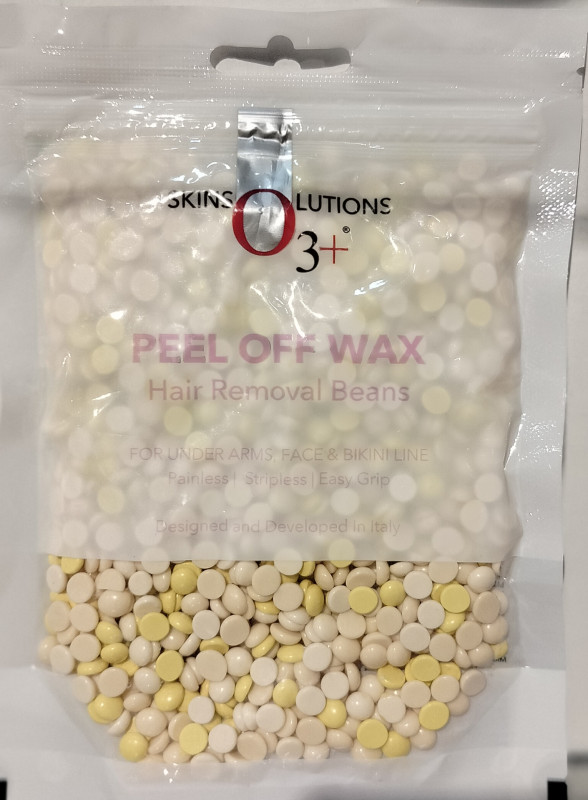 SKINSOLUTIONS
O3+®
PEEL OFF WAX
Hair Removal Beans
FOR UNDER ARMS, FACE & BIKINI LINE
Painless | Stripless | Easy Grip
Designed and Developed in Italy